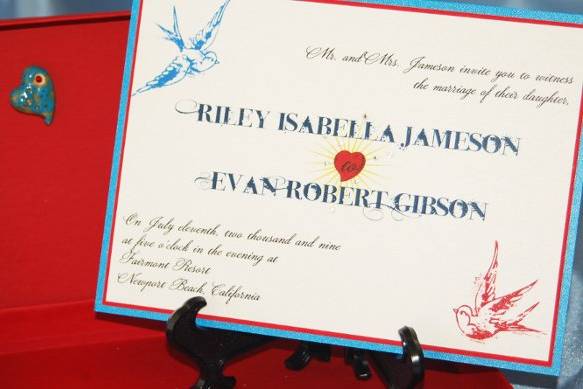 Mr. and Mrs. Jameson invite you to witness
the marriage of their daughter,
RILEY ISABELLA JAMESON
to
EVAN ROBERT GIBSON
On July eleventh, two thousand and nine
at five o'clock in the evening at
Fairmont Resort
Newport Beach, California